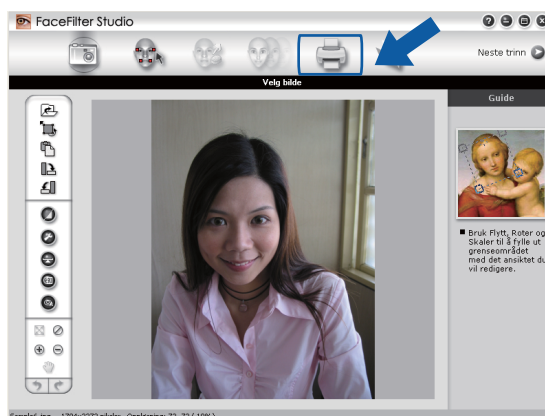 FaceFilter Studio
Neste trinn
Velg bilde
Guide
Bruk Flytt, Roter og
Skaler til å fylle ut
grenseområdet
med det ansiktet du
vil redigere.